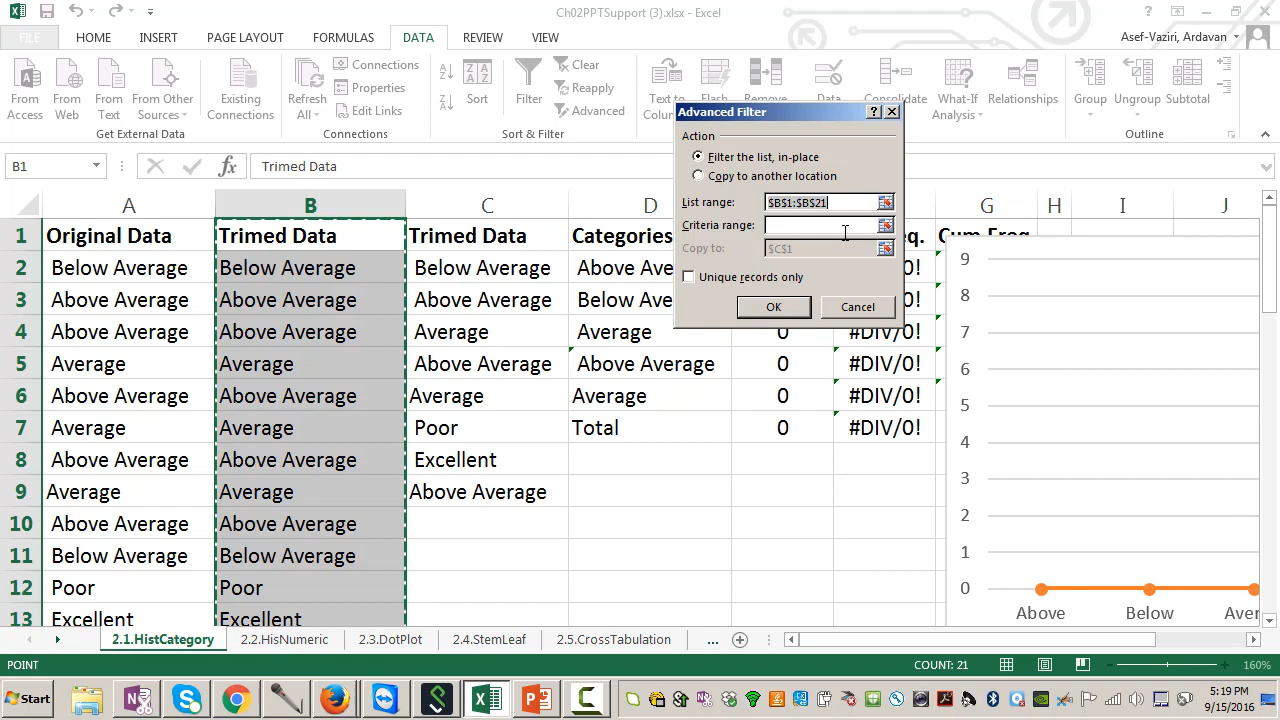 Ch02PPTSupport (3).xlsx - Excel
FILE HOME INSERT PAGE LAYOUT FORMULAS DATA REVIEW VIEW Asef-Vaziri, Ardavan
From Access From Web From Text From Other Sources Existing Connections
Refresh All Connections Properties Edit Links
Sort Filter Clear Reapply Advanced
Text to Flash Remove Data Consolidate What-If Analysis Relationships Group Ungroup Subtotal
Get External Data Connections Sort & Filter Outline
B1 fx Trimed Data
Advanced Filter
Action
Filter the list, in-place
Copy to another location
List range: $B$1:$B$21
Criteria range:
Copy to: $C$1
Unique records only
OK Cancel
A B C D G H I J
1 Original Data Trimed Data Trimed Data Categories eq. Cum Freq
2 Below Average Below Average Below Average Above Ave /0!
3 Above Average Above Average Above Average Below Ave /0!
4 Above Average Above Average Average Average 0 #DIV/0!
5 Average Average Above Average Above Average 0 #DIV/0!
6 Above Average Above Average Average Average 0 #DIV/0!
7 Average Average Poor Total 0 #DIV/0!
8 Above Average Above Average Excellent
9 Average Average Above Average
10 Above Average Above Average
11 Below Average Below Average
12 Poor Poor
13 Excellent Excellent
9
8
7
6
5
4
3
2
1
0
Above Below Aver
2.1.HistCategory 2.2.HisNumeric 2.3.DotPlot 2.4.StemLeaf 2.5.CrossTabulation ...
POINT COUNT: 21 160%
Start 5:19 PM
9/15/2016